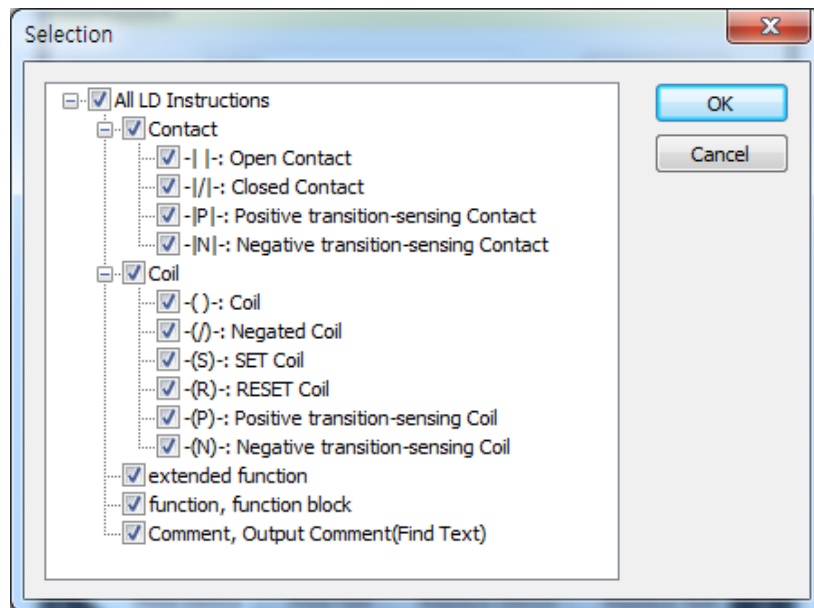 Selection
All LD Instructions
Contact
-| |-: Open Contact
-|/|-: Closed Contact
-|P|-: Positive transition-sensing Contact
-|N|-: Negative transition-sensing Contact
Coil
-( )-: Coil
-(/)-: Negated Coil
-(S)-: SET Coil
-(R)-: RESET Coil
-(P)-: Positive transition-sensing Coil
-(N)-: Negative transition-sensing Coil
extended function
function, function block
Comment, Output Comment(Find Text)
OK
Cancel